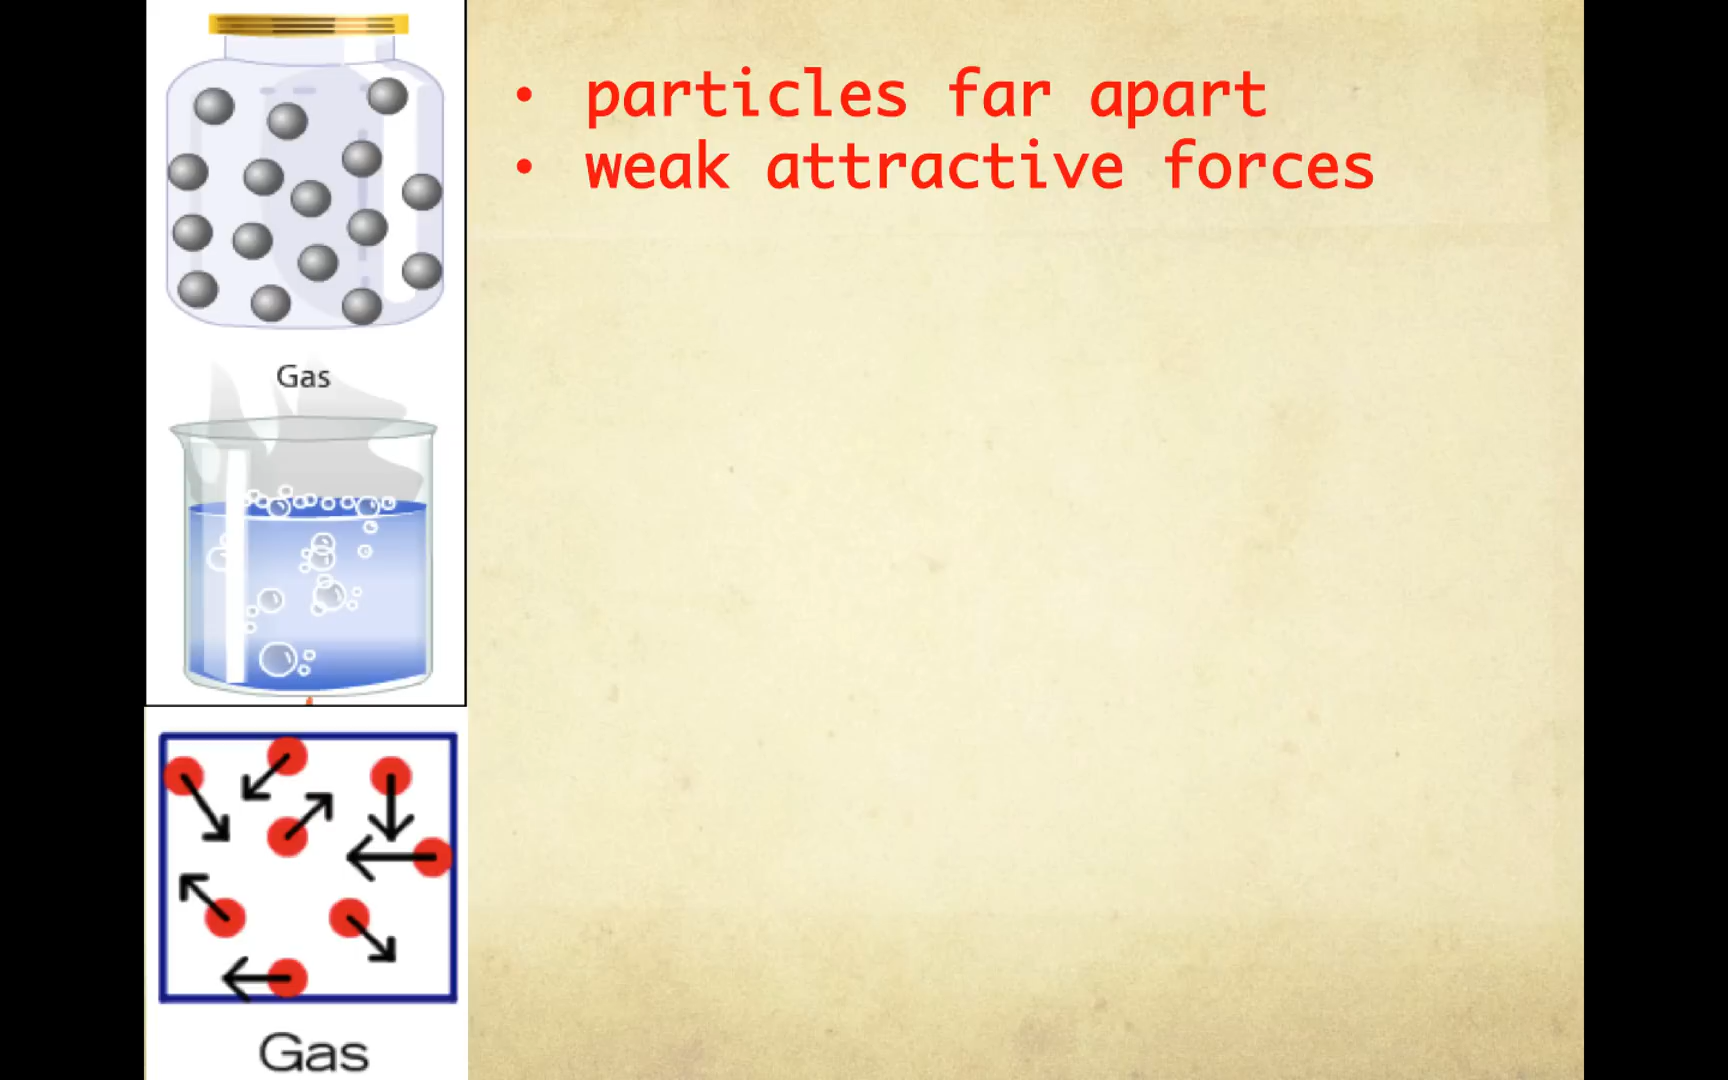 • particles far apart
• weak attractive forces
Gas
Gas